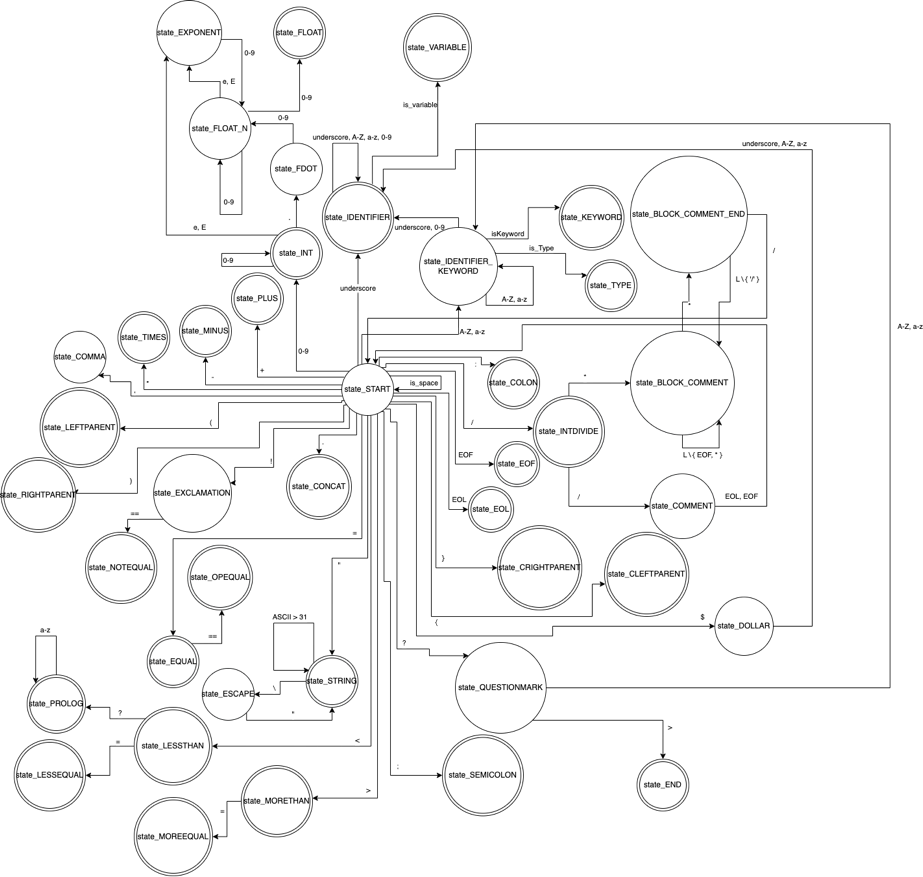 state_EXPONENT
state_FLOAT
state_VARIABLE
0-9
e, E
0-9
is_variable
state_FLOAT_N
0-9
underscore, A-Z, a-z, 0-9
underscore, A-Z, a-z
state_FDOT
0-9
state_IDENTIFIER
state_KEYWORD
state_BLOCK_COMMENT_END
.
e, E
underscore, 0-9
isKeyword
state_INT
is_Type
/
0-9
state_IDENTIFIER_
KEYWORD
state_TYPE
L \ { '/' }
underscore
state_PLUS
A-Z, a-z
*
A-Z, a-z
state_MINUS
A-Z, a-z
state_TIMES
state_COMMA
0-9
:
+
-
*
,
state_START
is_space
state_COLON
*
state_BLOCK_COMMENT
state_LEFTPARENT
(
/
state_INTDIVIDE
L \ { EOF, * }
.
EOF
!
state_EOF
state_CONCAT
state_RIGHTPARENT
)
state_EXCLAMATION
EOL
/
EOL, EOF
state_EOL
state_COMMENT
==
=
state_NOTEQUAL
state_OPEQUAL
"
}
state_CRIGHTPARENT
state_CLEFTPARENT
ASCII > 31
{
$
state_DOLLAR
a-z
==
?
state_EQUAL
state_STRING
\
state_ESCAPE
state_QUESTIONMARK
state_PROLOG
?
"
<
>
=
state_LESSTHAN
state_LESSEQUAL
;
state_SEMICOLON
state_END
>
state_MORETHAN
=
state_MOREEQUAL